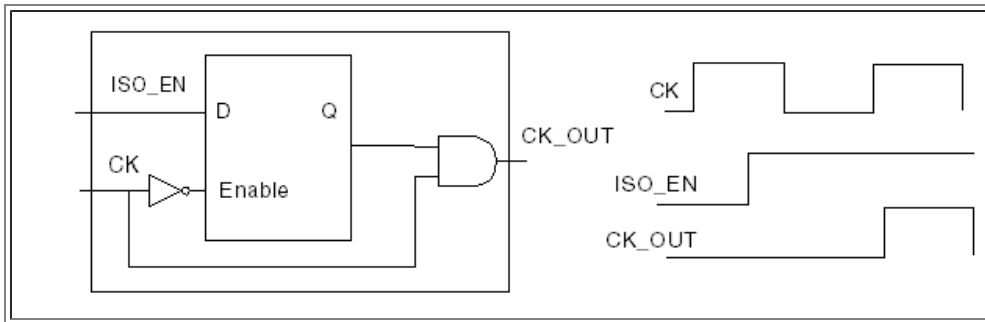 ISO_EN
D
Q
CK
Enable
CK_OUT
CK
ISO_EN
CK_OUT